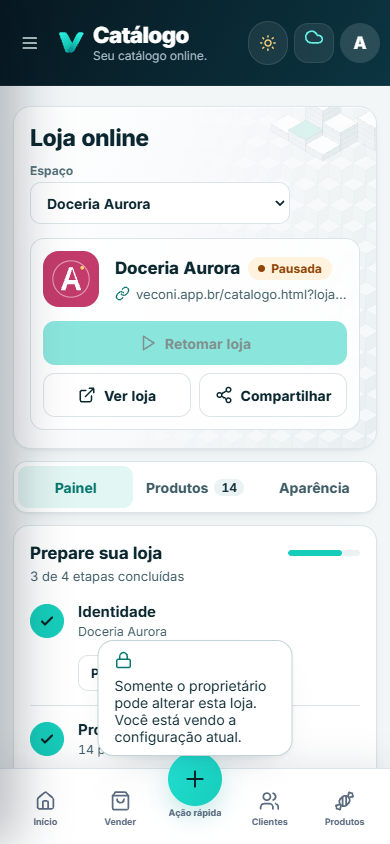 Catálogo
Seu catálogo online.
A
Loja online
Espaço
Doceria Aurora
A
Doceria Aurora
Pausada
veconi.app.br/catalogo.html?loja...
Retomar loja
Ver loja
Compartilhar
Painel
Produtos 14
Aparência
Prepare sua loja
3 de 4 etapas concluídas
Identidade
Doceria Aurora
Somente o proprietário
pode alterar esta loja.
Você está vendo a
configuração atual.
14
Início
Vender
Ação rápida
Clientes
Produtos